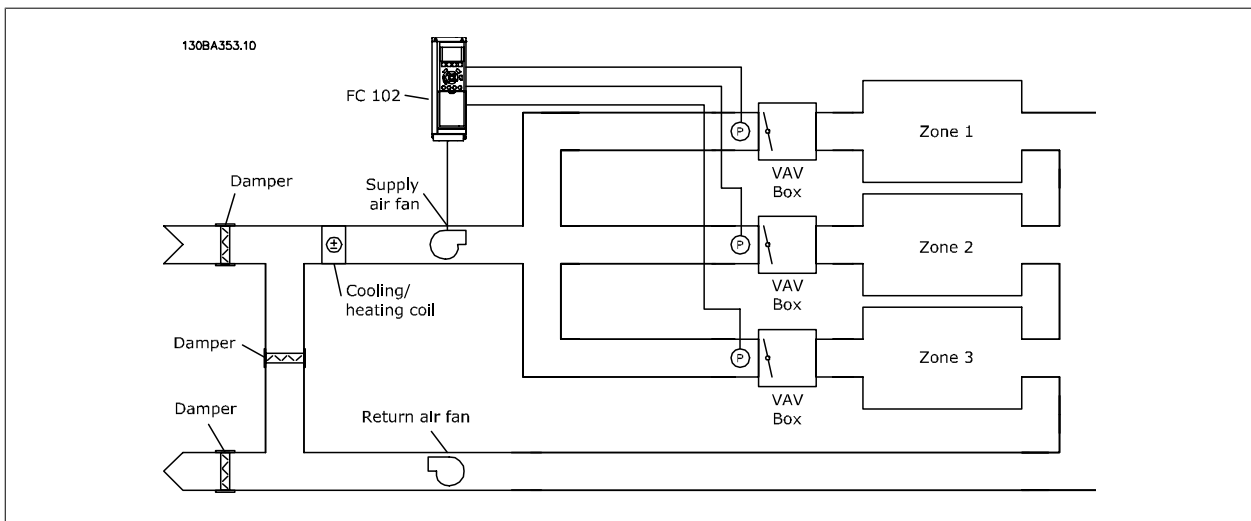 130BA353.10
FC 102
P
VAV
Box
Zone 1
Damper
Supply
air fan
P
VAV
Box
Zone 2
Cooling/
heating coil
Damper
P
VAV
Box
Zone 3
Damper
Return air fan